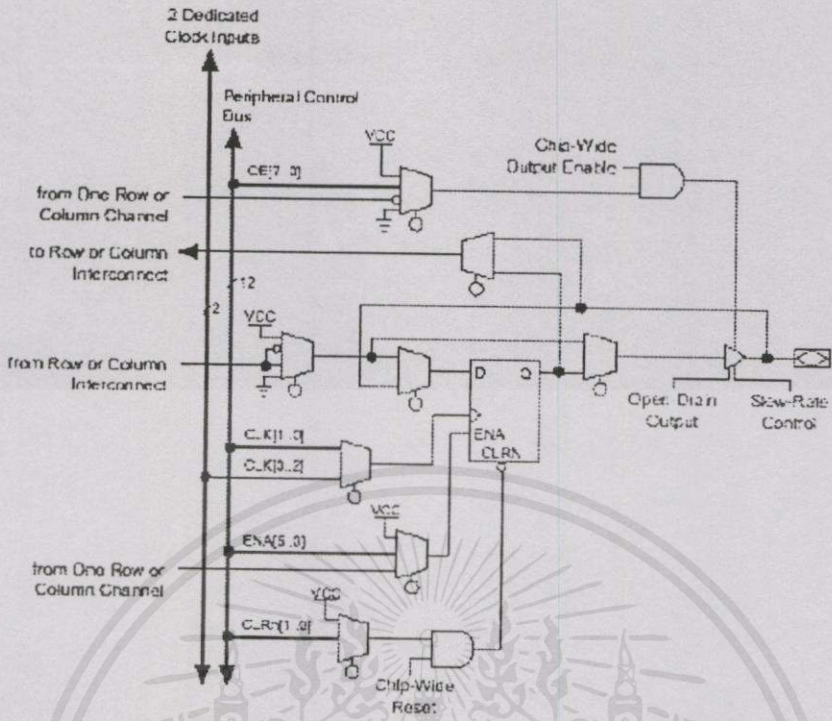 2 Dedicated
Clock Inputs
Peripheral Control
Bus
VCC
OE[7..0]
Chip-Wide
Output Enable
from One Row or
Column Channel
to Row or Column
Interconnect
12
2
VCC
from Row or Column
Interconnect
D Q
ENA
CLRN
Open-Drain
Output
Slew-Rate
Control
CLK[1..0]
CLK[3..2]
VCC
ENA[5..0]
from One Row or
Column Channel
VCC
CLRn[1..0]
Chip-Wide
Reset